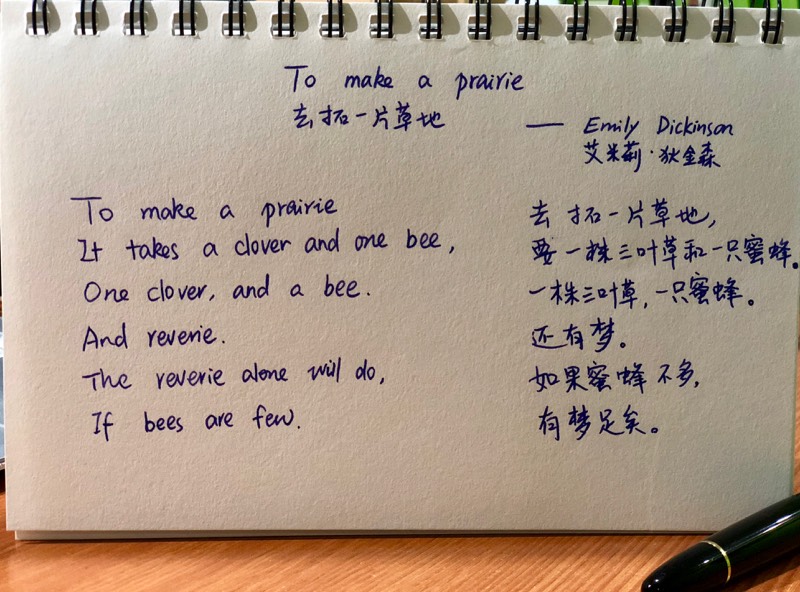 To make a prairie
去拓一片草地
— Emily Dickinson
艾米莉·狄金森
To make a prairie
It takes a clover and one bee,
One clover, and a bee.
And reverie.
The reverie alone will do,
If bees are few.
去拓一片草地,
要一株三叶草和一只蜜蜂。
一株三叶草,一只蜜蜂。
还有梦。
如果蜜蜂不多,
有梦足矣。